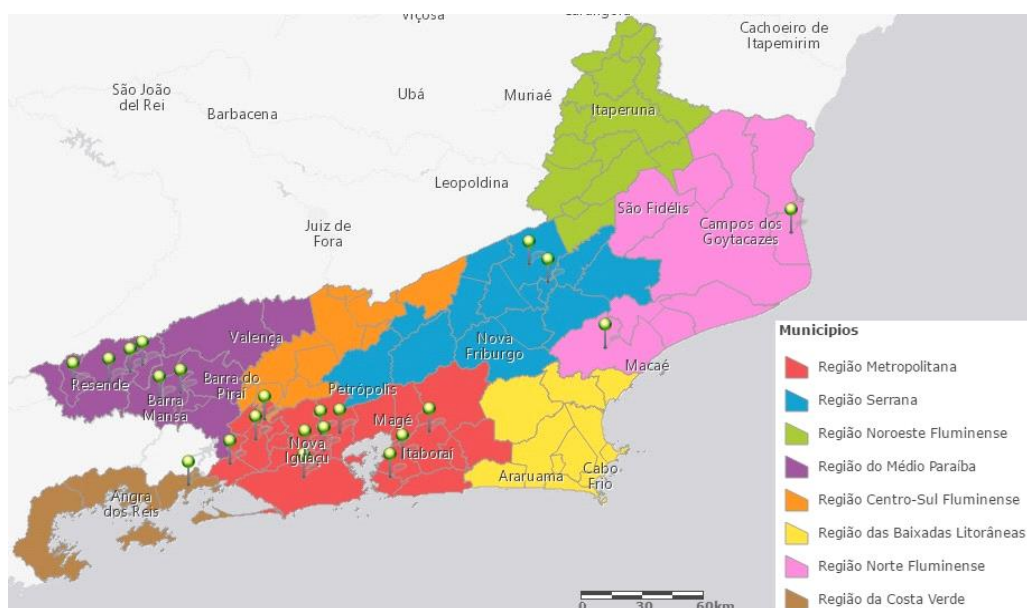 Viçosa
Cachoeiro de
Itapemirim
São João
del Rei
Ubá
Muriaé
Barbacena
Itaperuna
Leopoldina
São Fidélis
Juiz de
Fora
Campos dos
Goytacazes
Valença
Nova
Friburgo
Macaé
Resende
Barra do
Piraí
Petrópolis
Barra
Mansa
Magé
Nova
Iguaçu
Itaboraí
Araruama
Cabo
Frio
Angra
dos Reis
Municipios
Região Metropolitana
Região Serrana
Região Noroeste Fluminense
Região do Médio Paraíba
Região Centro-Sul Fluminense
Região das Baixadas Litorâneas
Região Norte Fluminense
Região da Costa Verde
0 30 60km